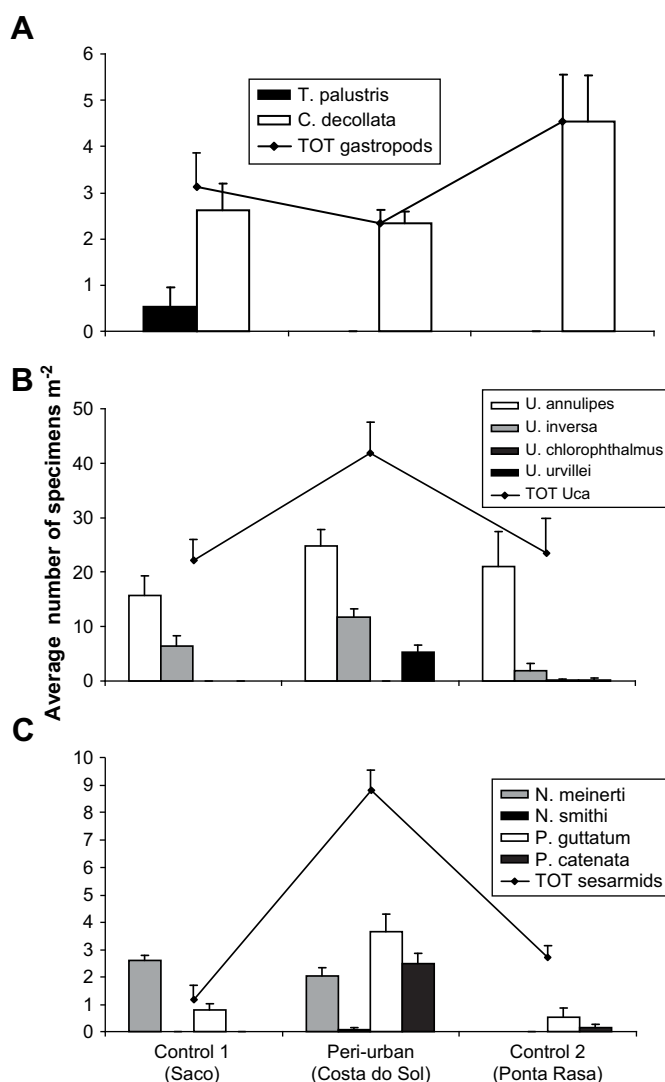 A
6
5
4
3
2
1
0
T. palustris
C. decollata
TOT gastropods
Average number of specimens m-2
B
50
40
30
20
10
0
U. annulipes
U. inversa
U. chlorophthalmus
U. urvillei
TOT Uca
C
10
9
8
7
6
5
4
3
2
1
0
N. meinerti
N. smithi
P. guttatum
P. catenata
TOT sesarmids
Control 1
(Saco)
Peri-urban
(Costa do Sol)
Control 2
(Ponta Rasa)